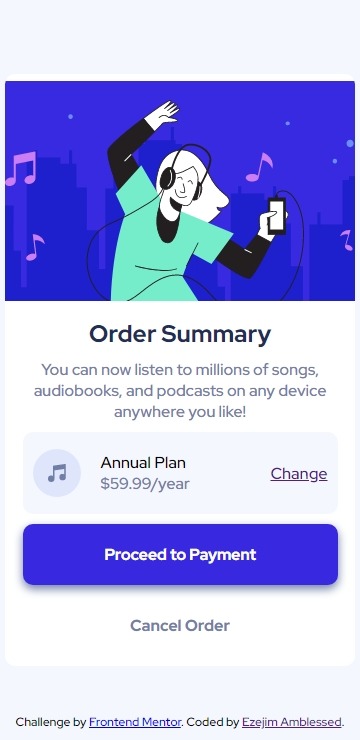 Order Summary
You can now listen to millions of songs,
audiobooks, and podcasts on any device
anywhere you like!
Annual Plan
$59.99/year
Change
Proceed to Payment
Cancel Order
Challenge by Frontend Mentor. Coded by Ezejim Amblessed.